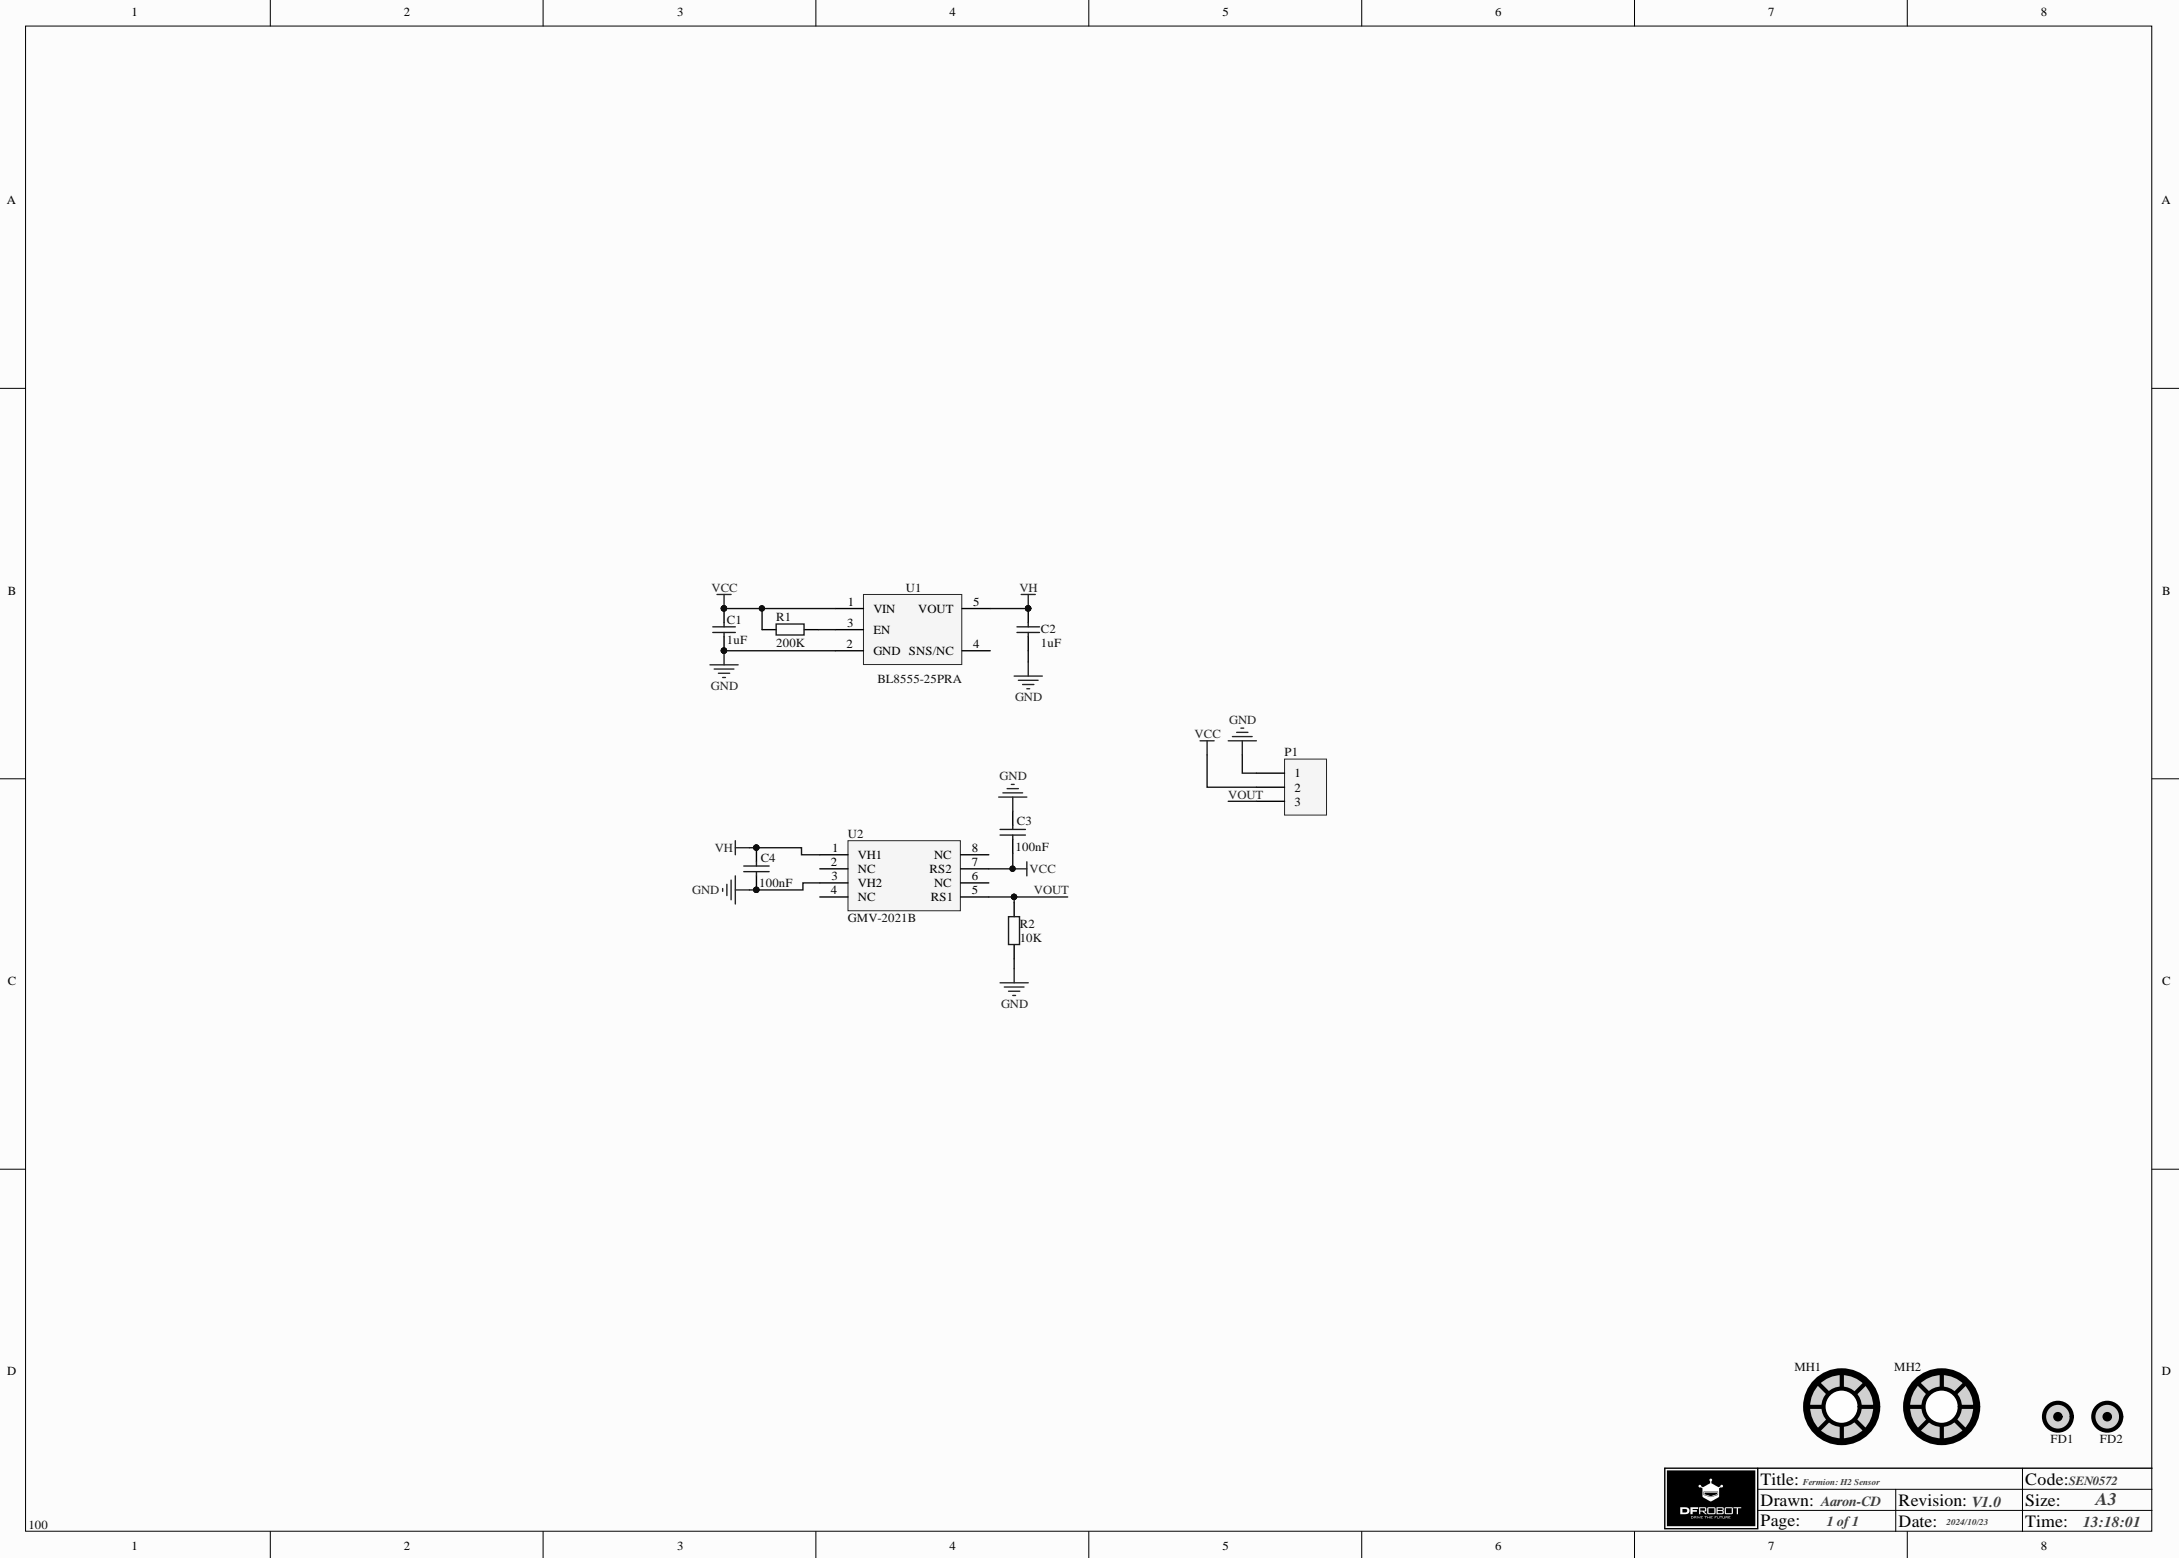 1 2 3 4 5 6 7 8
A A
VCC U1 VH
B B
1 VIN VOUT 5
C1 R1 3 EN C2
1uF 200K 2 GND SNS/NC 4 1uF
GND BL8555-25PRA GND
GND
VCC
P1
1
2
VOUT 3
GND
C3
U2
VH 1 VH1 NC 8 100nF
C4 2 NC RS2 7 VCC
100nF 3 VH2 NC 6
GND 4 NC RS1 5 VOUT
GMV-2021B
R2
10K
C C
GND
MH1 MH2
D D
FD1 FD2
DFROBOT
DRIVE THE FUTURE
Title: Fermion: H2 Sensor Code:SEN0572
Drawn: Aaron-CD Revision: V1.0 Size: A3
Page: 1 of 1 Date: 2024/10/23 Time: 13:18:01
100
1 2 3 4 5 6 7 8